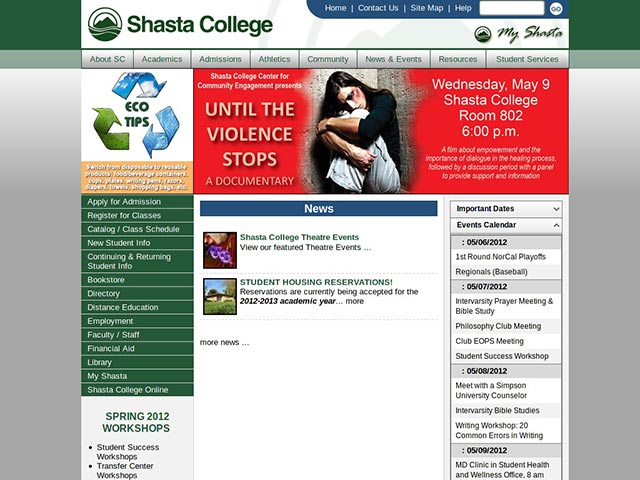 Home | Contact Us | Site Map | Help
GO
Shasta College
My Shasta
About SC
Academics
Admissions
Athletics
Community
News & Events
Resources
Student Services
ECO
TIPS
Switch from disposable to reusable
products: food/beverage containers,
cups, plates, writing pens, razors,
diapers, towels, shopping bags, etc.
Shasta College Center for
Community Engagement presents
UNTIL THE
VIOLENCE
STOPS
A DOCUMENTARY
Wednesday, May 9
Shasta College
Room 802
6:00 p.m.
A film about empowerment and the
importance of dialogue in the healing process,
followed by a discussion period with a panel
to provide support and information
Apply for Admission
Register for Classes
Catalog / Class Schedule
New Student Info
Continuing & Returning
Student Info
Bookstore
Directory
Distance Education
Employment
Faculty / Staff
Financial Aid
Library
My Shasta
Shasta College Online
SPRING 2012
WORKSHOPS
Student Success
Workshops
Transfer Center
Workshops
News
Shasta College Theatre Events
View our featured Theatre Events ...
STUDENT HOUSING RESERVATIONS!
Reservations are currently being accepted for the
2012-2013 academic year... more
more news ...
Important Dates
Events Calendar
: 05/06/2012
1st Round NorCal Playoffs
Regionals (Baseball)
: 05/07/2012
Intervarsity Prayer Meeting &
Bible Study
Philosophy Club Meeting
Club EOPS Meeting
Student Success Workshop
: 05/08/2012
Meet with a Simpson
University Counselor
Intervarsity Bible Studies
Writing Workshop: 20
Common Errors in Writing
: 05/09/2012
MD Clinic in Student Health
and Wellness Office, 8 am